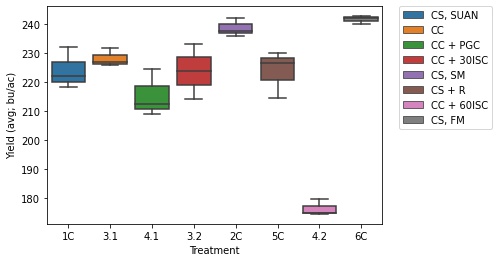 CS, SUAN
CC
CC + PGC
CC + 30ISC
CS, SM
CS + R
CC + 60ISC
CS, FM
240
230
220
210
200
190
180
Yield (avg; bu/ac)
1C 3.1 4.1 3.2 2C 5C 4.2 6C
Treatment